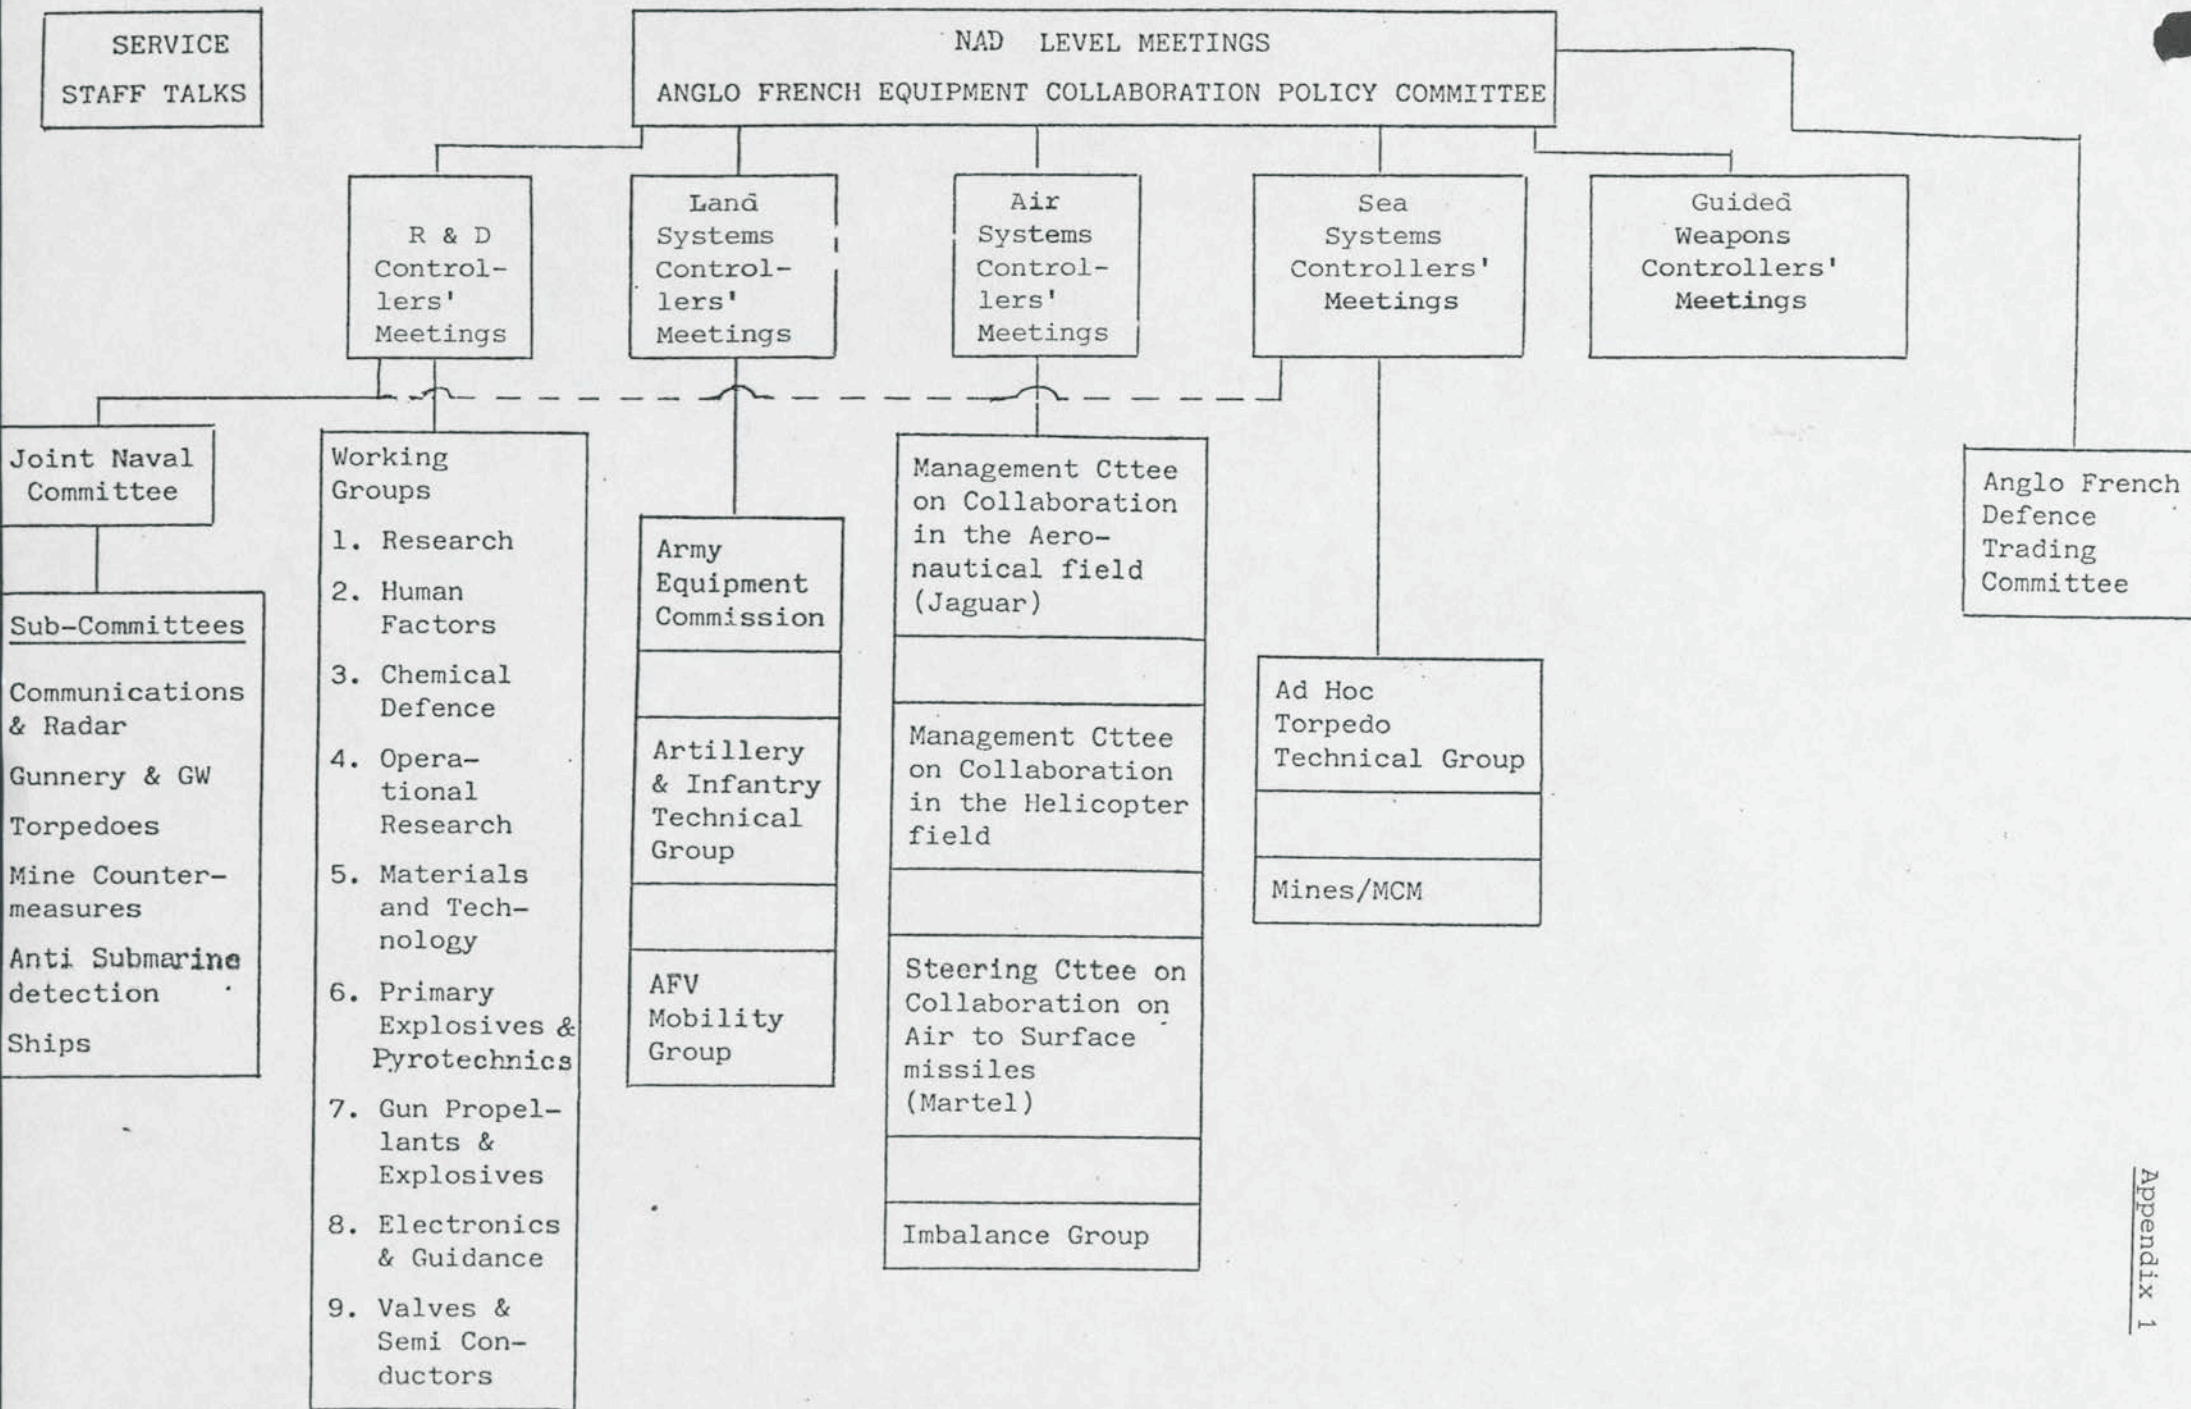 SERVICE
STAFF TALKS
NAD LEVEL MEETINGS
ANGLO FRENCH EQUIPMENT COLLABORATION POLICY COMMITTEE
R & D
Control-
lers'
Meetings
Land
Systems
Control-
lers'
Meetings
Air
Systems
Control-
lers'
Meetings
Sea
Systems
Controllers'
Meetings
Guided
Weapons
Controllers'
Meetings
Joint Naval
Committee
Sub-Committees
Communications
& Radar
Gunnery & GW
Torpedoes
Mine Counter-
measures
Anti Submarine
detection
Ships
Working
Groups
1. Research
2. Human
Factors
3. Chemical
Defence
4. Opera-
tional
Research
5. Materials
and Tech-
nology
6. Primary
Explosives &
Pyrotechnics
7. Gun Propel-
lants &
Explosives
8. Electronics
& Guidance
9. Valves &
Semi Con-
ductors
Army
Equipment
Commission
Artillery
& Infantry
Technical
Group
AFV
Mobility
Group
Management Cttee
on Collaboration
in the Aero-
nautical field
(Jaguar)
Management Cttee
on Collaboration
in the Helicopter
field
Steering Cttee on
Collaboration on
Air to Surface
missiles
(Martel)
Imbalance Group
Ad Hoc
Torpedo
Technical Group
Mines/MCM
Anglo French
Defence
Trading
Committee
Appendix 1